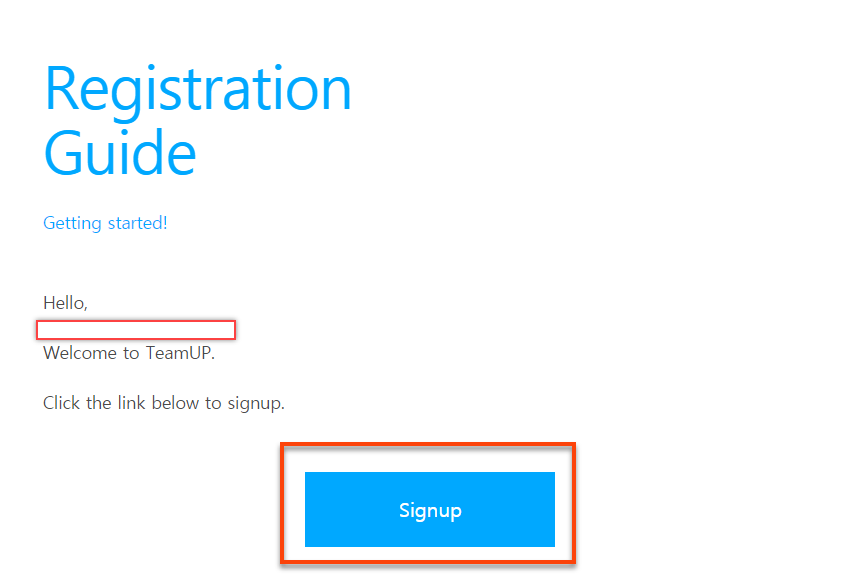 Registration
Guide
Getting started!
Hello,
Welcome to TeamUP.
Click the link below to signup.
Signup